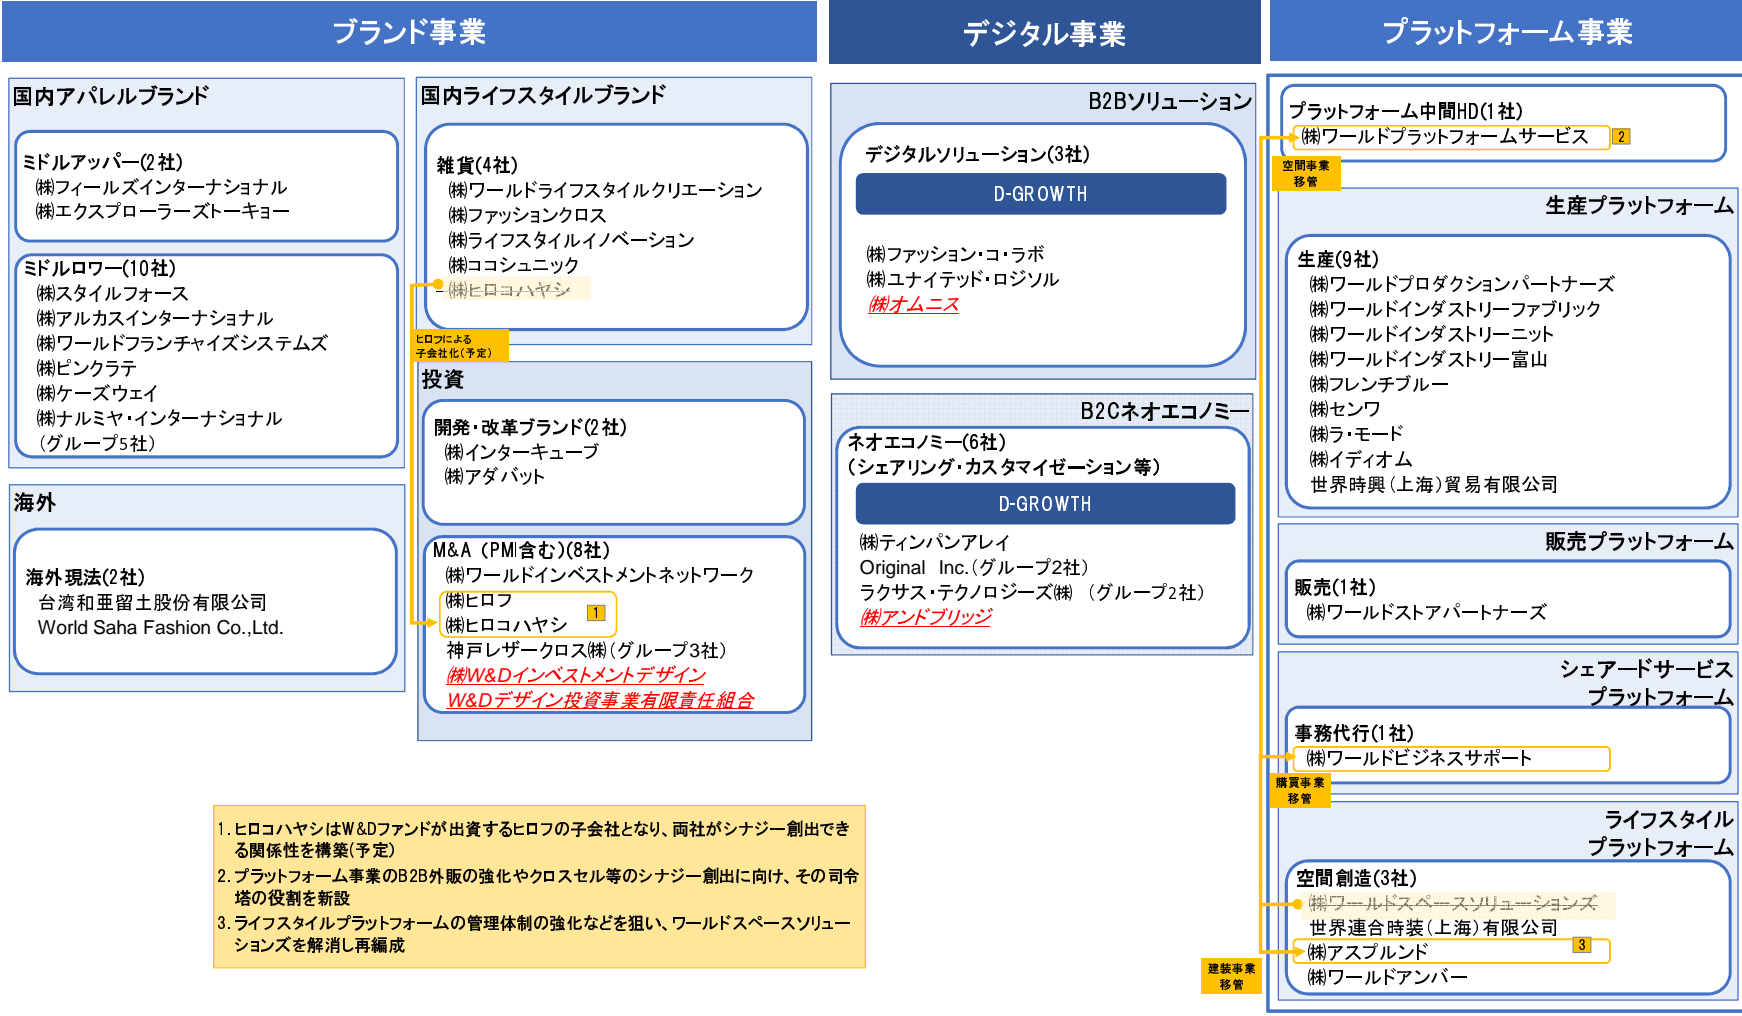 ブランド事業
国内アパレルブランド
ミドルアッパー(2社)
㈱フィールズインターナショナル
㈱エクスプローラーズトーキョー
ミドルロワー(10社)
㈱スタイルフォース
㈱アルカスインターナショナル
㈱ワールドフランチャイズシステムズ
㈱ピンクラテ
㈱ケーズウェイ
㈱ナルミヤ・インターナショナル
(グループ5社)
海外
海外現法(2社)
台湾和亜留土股份有限公司
World Saha Fashion Co.,Ltd.
国内ライフスタイルブランド
雑貨(4社)
㈱ワールドライフスタイルクリエーション
㈱ファッションクロス
㈱ライフスタイルイノベーション
㈱ココシュニック
㈱ヒロコハヤシ
ヒロフによる
子会社化(予定)
投資
開発・改革ブランド(2社)
㈱インターキューブ
㈱アダバット
M&A (PMI含む)(8社)
㈱ワールドインベストメントネットワーク
㈱ヒロフ
1
㈱ヒロコハヤシ
神戸レザークロス㈱(グループ3社)
㈱W&Dインベストメントデザイン
W&Dデザイン投資事業有限責任組合
デジタル事業
B2Bソリューション
デジタルソリューション(3社)
D-GROWTH
㈱ファッション・コ・ラボ
㈱ユナイテッド・ロジソル
㈱オムニス
B2Cネオエコノミー
ネオエコノミー(6社)
(シェアリング・カスタマイゼーション等)
D-GROWTH
㈱ティンパンアレイ
Original Inc.(グループ2社)
ラクサス・テクノロジーズ㈱ (グループ2社)
㈱アンドブリッジ
プラットフォーム事業
プラットフォーム中間HD(1社)
㈱ワールドプラットフォームサービス 2
空間事業
移管
生産プラットフォーム
生産(9社)
㈱ワールドプロダクションパートナーズ
㈱ワールドインダストリーファブリック
㈱ワールドインダストリーニット
㈱ワールドインダストリー富山
㈱フレンチブルー
㈱センワ
㈱ラ・モード
㈱イディオム
世界時興(上海)貿易有限公司
販売プラットフォーム
販売(1社)
㈱ワールドストアパートナーズ
シェアードサービス
プラットフォーム
事務代行(1社)
㈱ワールドビジネスサポート
購買事業
移管
ライフスタイル
プラットフォーム
空間創造(3社)
㈱ワールドスペースソリューションズ
世界連合時装(上海)有限公司
㈱アスプルンド 3
㈱ワールドアンバー
建装事業
移管
1. ヒロコハヤシはW&Dファンドが出資するヒロフの子会社となり、両社がシナジー創出でき
る関係性を構築(予定)
2. プラットフォーム事業のB2B外販の強化やクロスセル等のシナジー創出に向け、その司令
塔の役割を新設
3. ライフスタイルプラットフォームの管理体制の強化などを狙い、ワールドスペースソリュー
ションズを解消し再編成